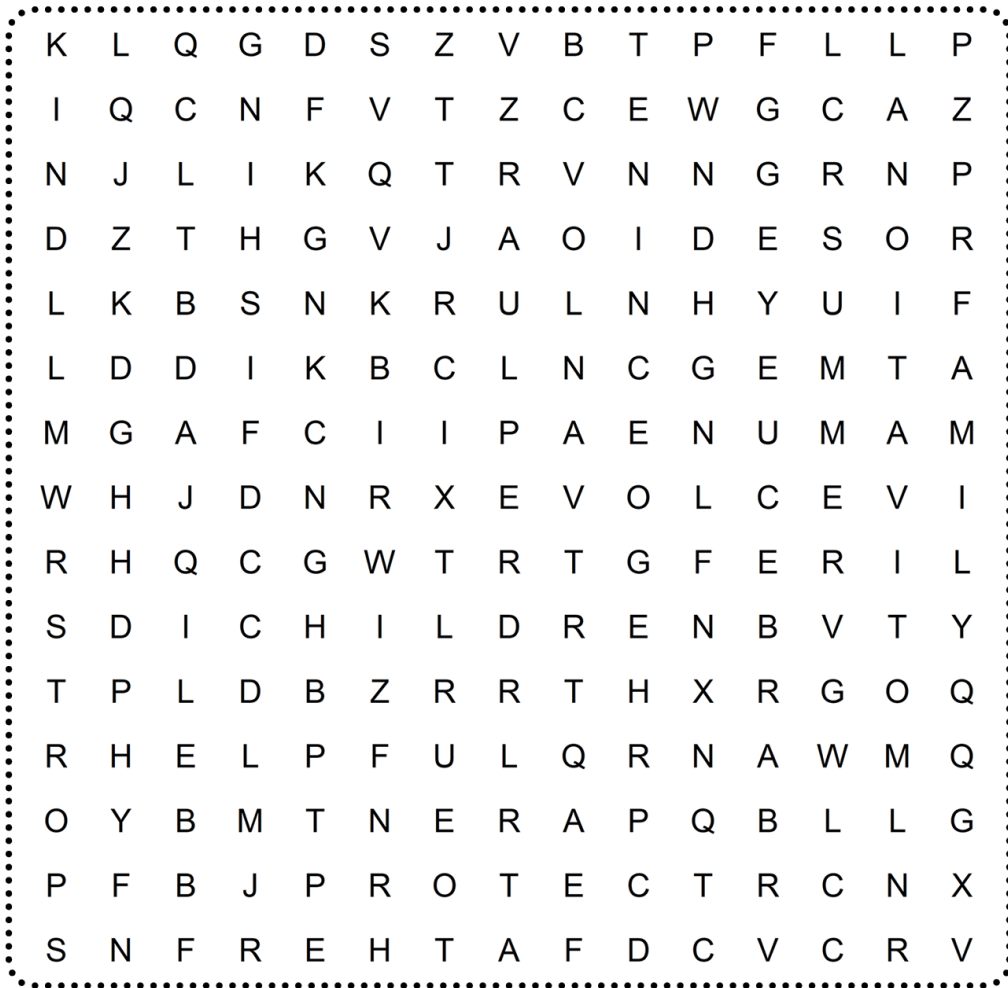 K L Q G D S Z V B T P F L L P
I Q C N F V T Z C E W G C A Z
N J L I K Q T R V N N G R N P
D Z T H G V J A O I D E S O R
L K B S N K R U L N H Y U I F
L D D I K B C L N C G E M T A
M G A F C I I P A E N U M A M
W H J D N R X E V O L C E V I
R H Q C G W T R T G F E R I L
S D I C H I L D R E N B V T Y
T P L D B Z R R T H X R G O Q
R H E L P F U L Q R N A W M Q
O Y B M T N E R A P Q B L L G
P F B J P R O T E C T R C N X
S N F R E H T A F D C V C R V